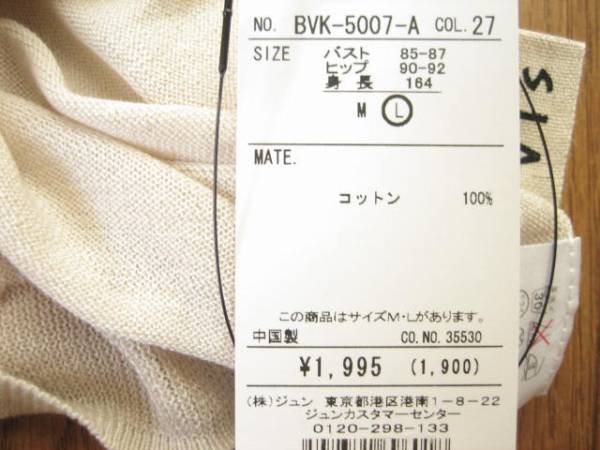 NO. BVK-5007-A COL. 27
SIZE バスト 85-87
ヒップ 90-92
身長 164
M L
MATE.
コットン 100%
この商品はサイズM・Lがあります。
中国製 CO.NO.35530
¥1,995 (1,900)
(株)ジュン 東京都港区港南1-8-22
ジュンカスタマーセンター
0120-298-133
30